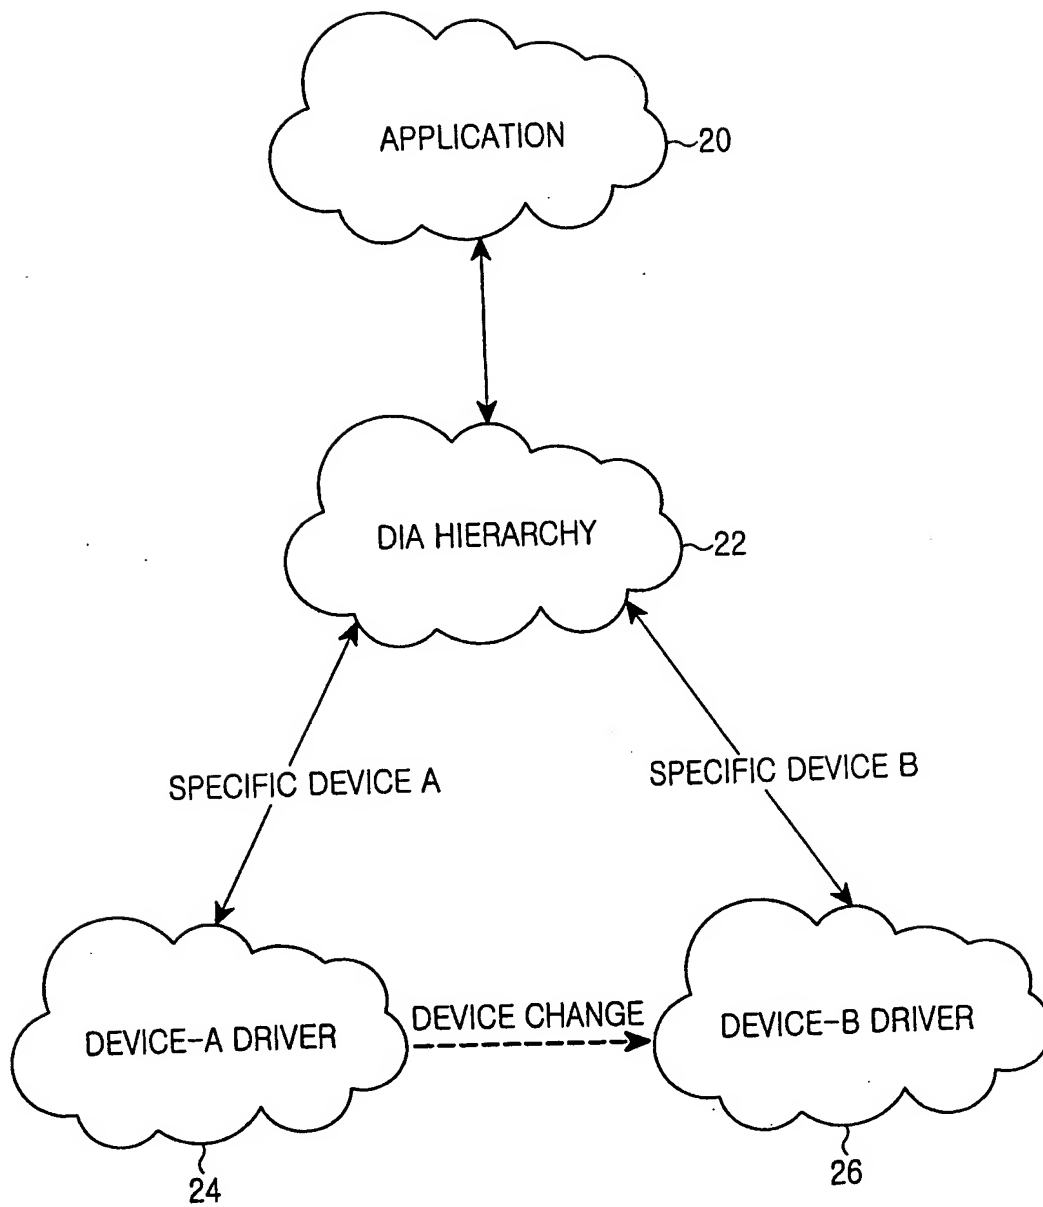 APPLICATION
20
DIA HIERARCHY
22
SPECIFIC DEVICE A
SPECIFIC DEVICE B
DEVICE-A DRIVER
DEVICE CHANGE
DEVICE-B DRIVER
24
26